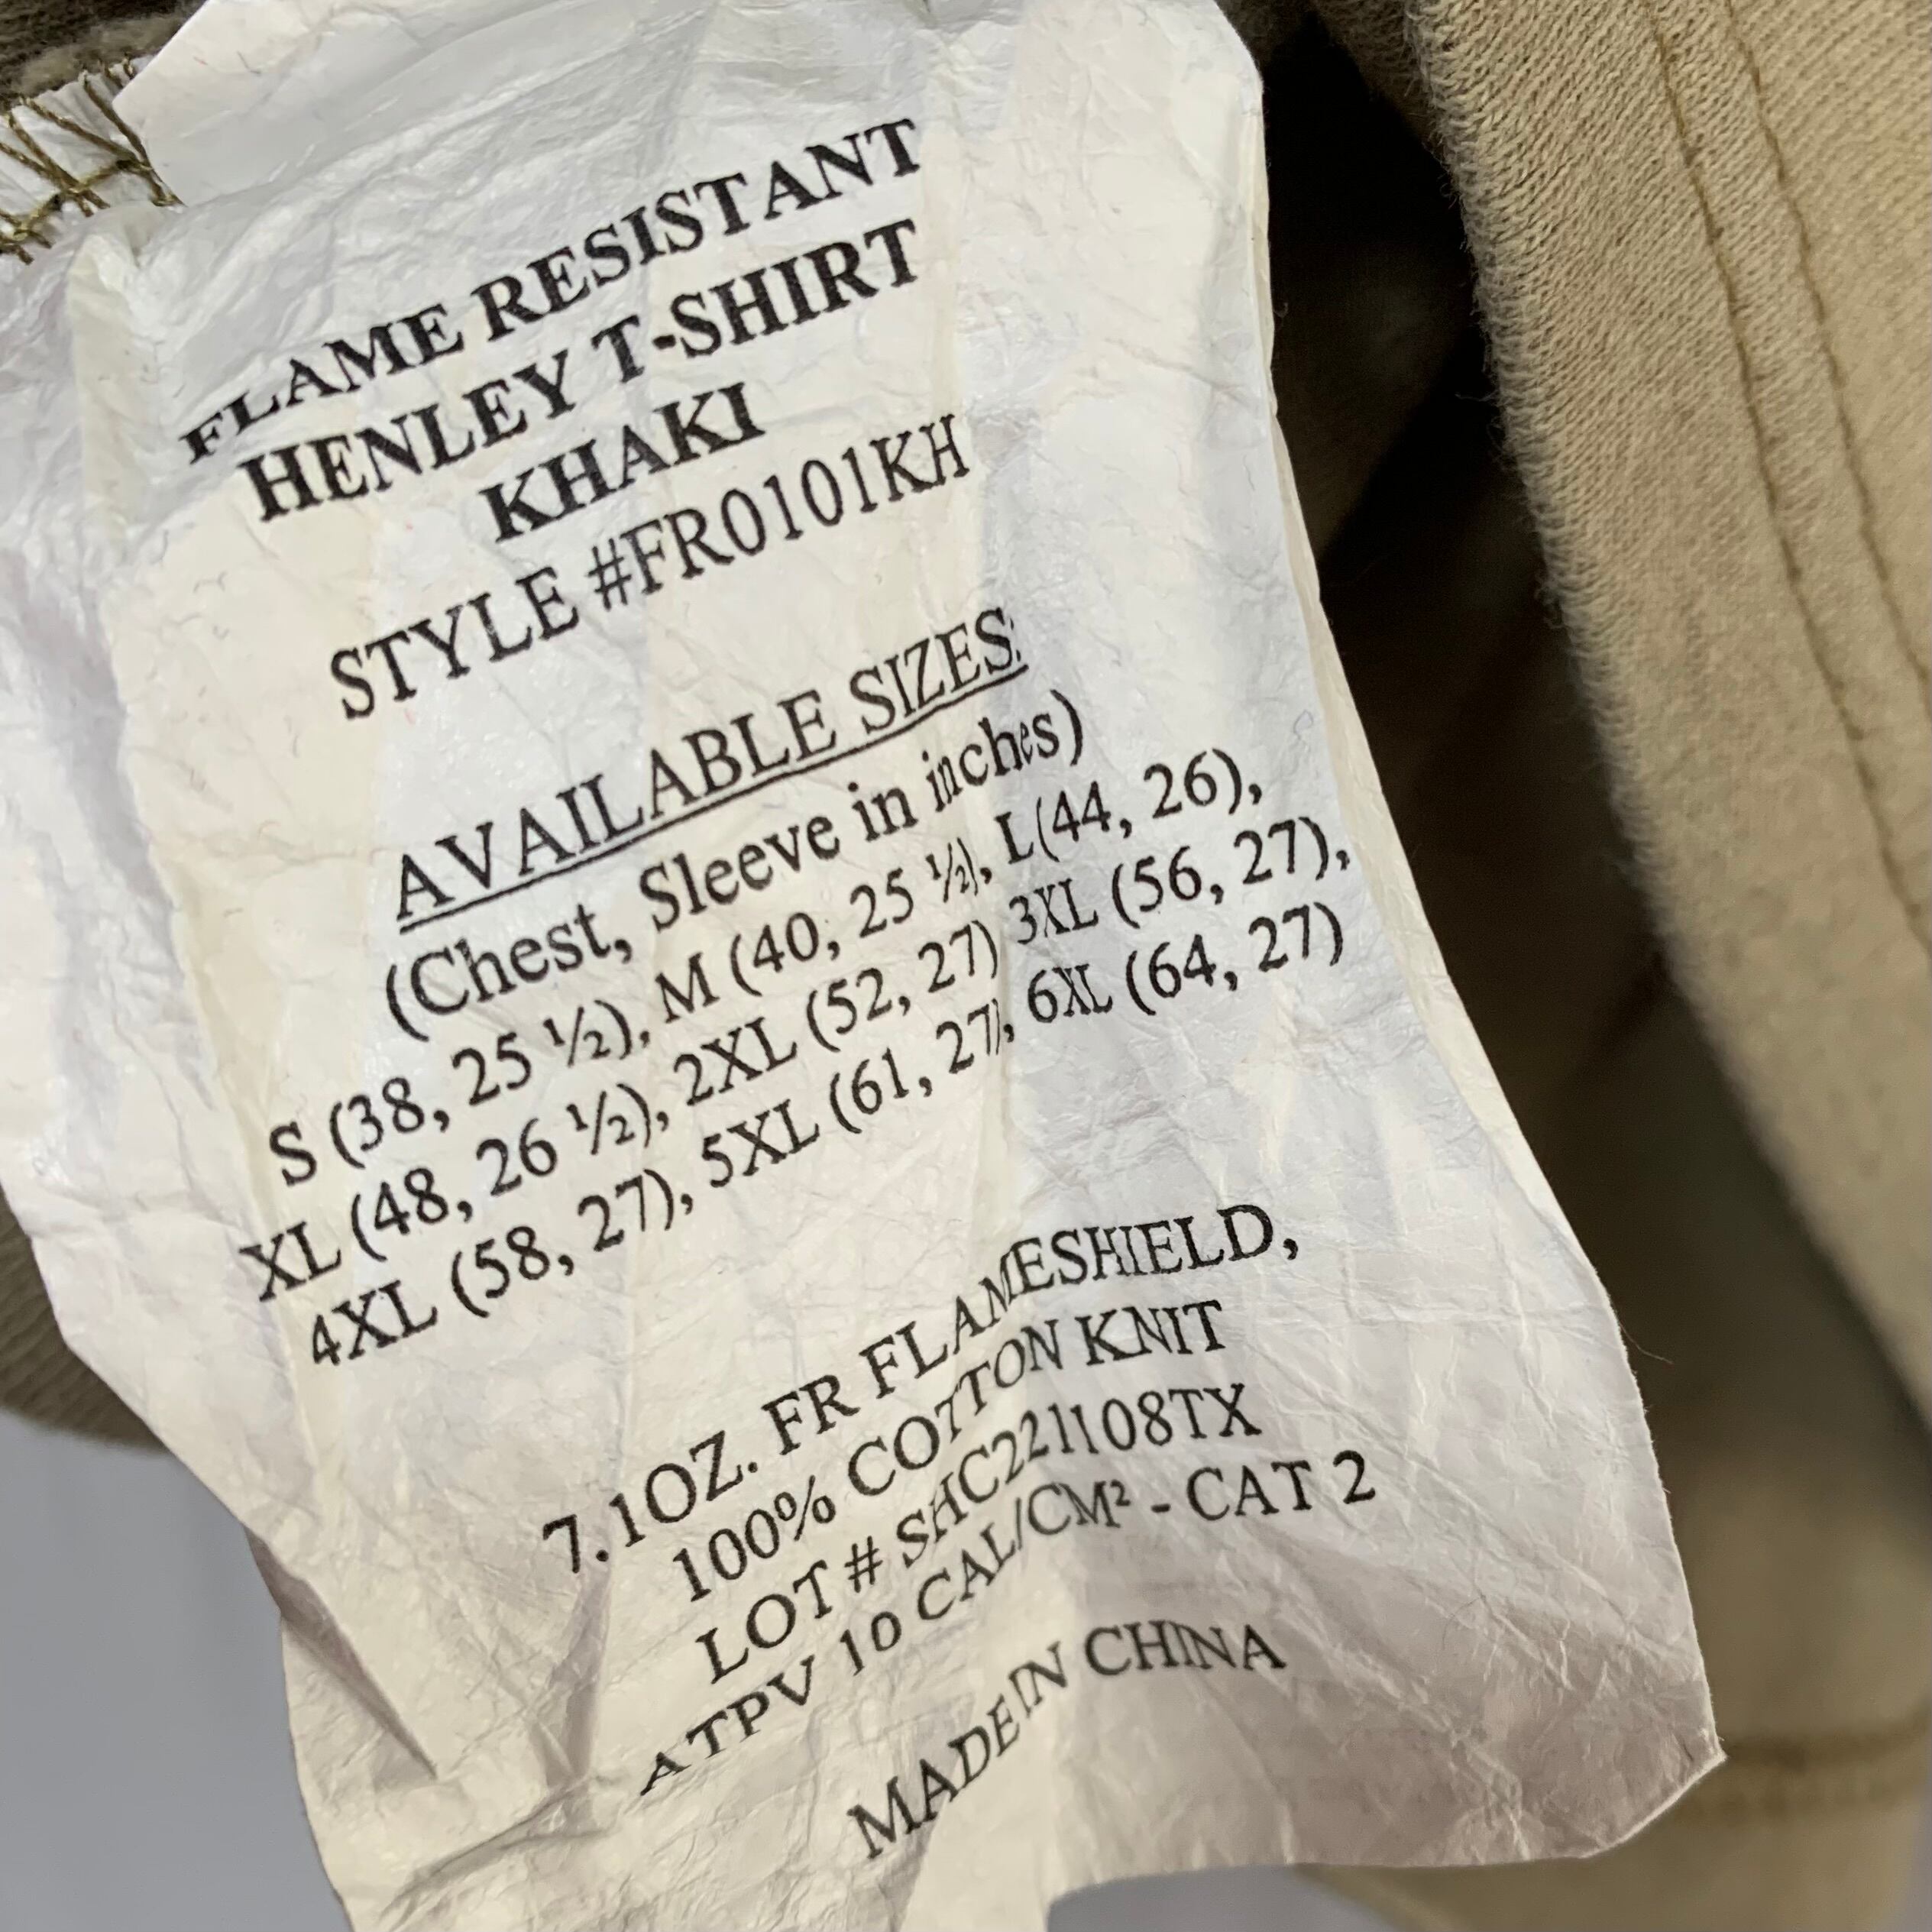 FLAME RESISTANT
HENLEY T-SHIRT
KHAKI
STYLE #FR0101KH
AVAILABLE SIZES:
(Chest, Sleeve in inches)
S (38, 25 ½), M (40, 25 ½), L(44, 26),
XL (48, 26 ½), 2XL (52, 27) 3XL (56, 27),
4XL (58, 27), 5XL (61, 27), 6XL (64, 27)
7.1OZ. FR FLAMESHIELD,
100% COTTON KNIT
LOT # SHC221108TX
ATPV 10 CAL/CM² - CAT 2
MADE IN CHINA